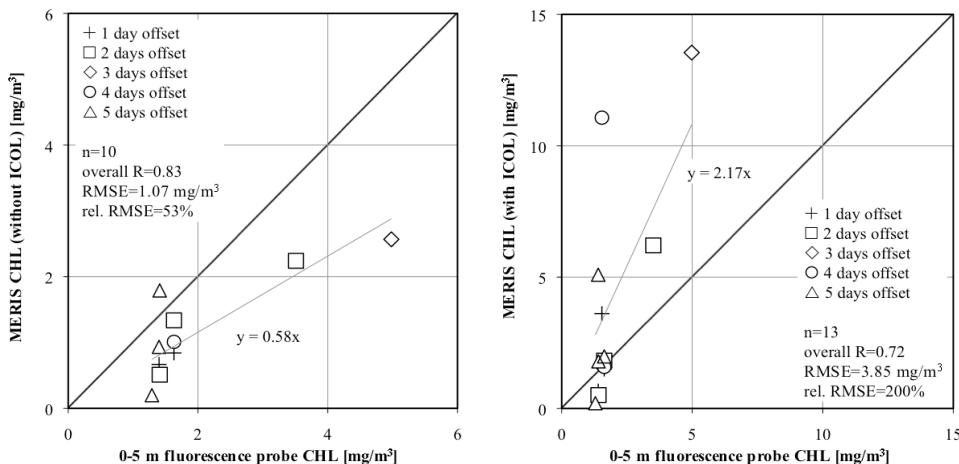 MERIS CHL (without ICOL) [mg/m³]
6
4
2
0
0
2
4
6
0-5 m fluorescence probe CHL [mg/m³]
1 day offset
2 days offset
3 days offset
4 days offset
5 days offset
n=10
overall R=0.83
RMSE=1.07 mg/m³
rel. RMSE=53%
y = 0.58x
MERIS CHL (with ICOL) [mg/m³]
15
10
5
0
0
5
10
15
0-5 m fluorescence probe CHL [mg/m³]
y = 2.17x
1 day offset
2 days offset
3 days offset
4 days offset
5 days offset
n=13
overall R=0.72
RMSE=3.85 mg/m³
rel. RMSE=200%